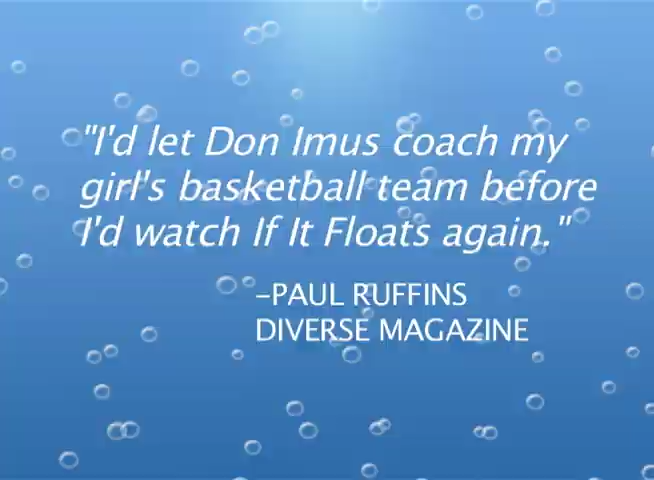 "I'd let Don Imus coach my
girl's basketball team before
I'd watch If It Floats again."
-PAUL RUFFINS
DIVERSE MAGAZINE